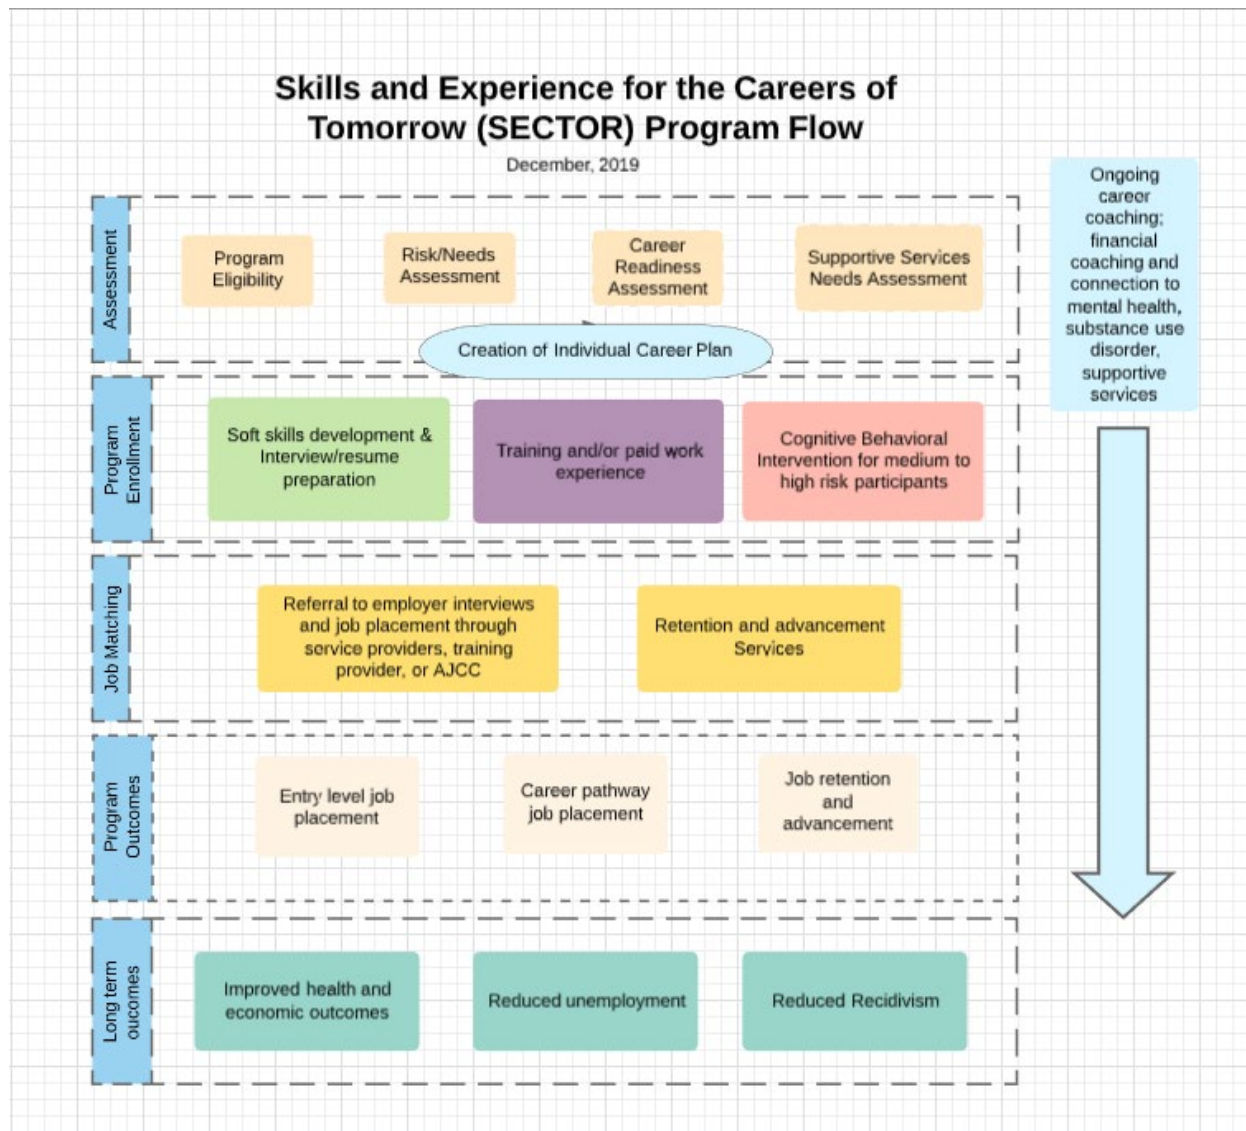 Skills and Experience for the Careers of
Tomorrow (SECTOR) Program Flow
December, 2019
Ongoing
career
coaching;
financial
coaching and
connection to
mental health,
substance use
disorder,
supportive
services
Assessment
Program
Eligibility
Risk/Needs
Assessment
Career
Readiness
Assessment
Supportive Services
Needs Assessment
Creation of Individual Career Plan
Program
Enrollment
Soft skills development &
Interview/resume
preparation
Training and/or paid work
experience
Cognitive Behavioral
Intervention for medium to
high risk participants
Job Matching
Referral to employer interviews
and job placement through
service providers, training
provider, or AJCC
Retention and advancement
Services
Program
Outcomes
Entry level job
placement
Career pathway
job placement
Job retention
and
advancement
Long term
oucomes
Improved health and
economic outcomes
Reduced unemployment
Reduced Recidivism